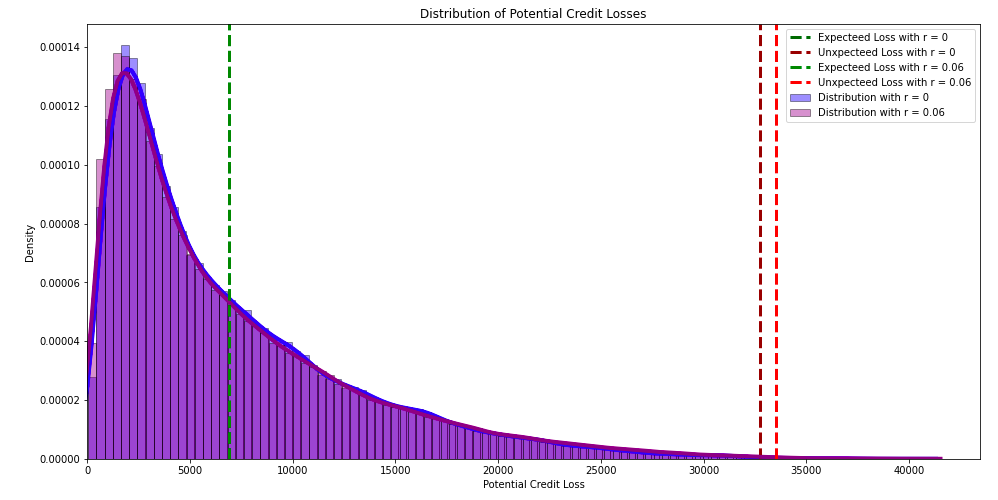 Distribution of Potential Credit Losses
0.00014
0.00012
0.00010
0.00008
0.00006
0.00004
0.00002
0.00000
Density
Expecteed Loss with r = 0
Unxpecteed Loss with r = 0
Expecteed Loss with r = 0.06
Unxpecteed Loss with r = 0.06
Distribution with r = 0
Distribution with r = 0.06
0 5000 10000 15000 20000 25000 30000 35000 40000
Potential Credit Loss